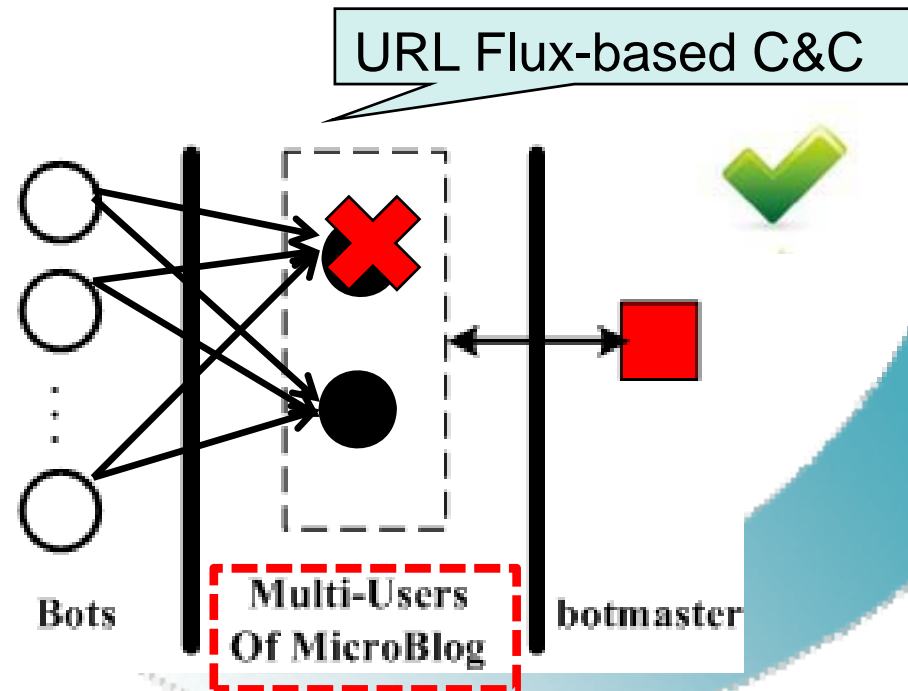 URL Flux-based C&C
Bots
Multi-Users
Of MicroBlog
botmaster